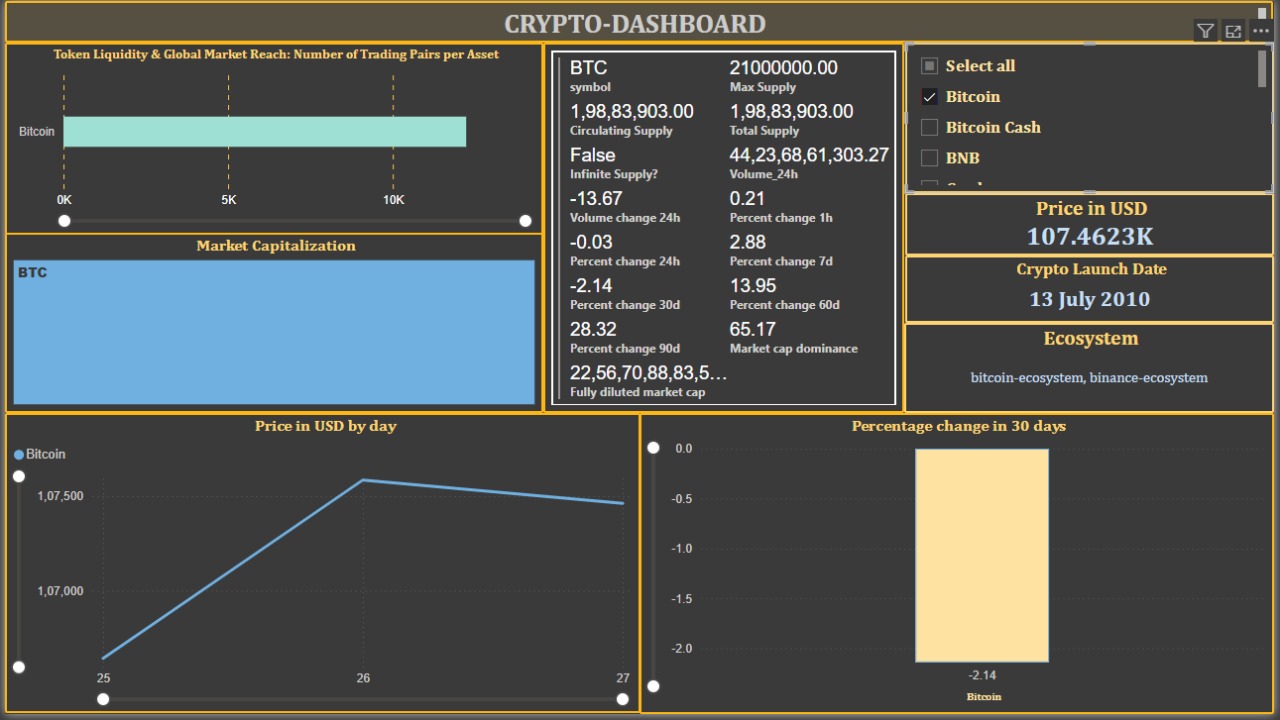 CRYPTO-DASHBOARD
Token Liquidity & Global Market Reach: Number of Trading Pairs per Asset
Bitcoin
0K 5K 10K
Market Capitalization
BTC
BTC 21000000.00
symbol Max Supply
1,98,83,903.00 1,98,83,903.00
Circulating Supply Total Supply
False 44,23,68,61,303.27
Infinite Supply? Volume_24h
-13.67 0.21
Volume change 24h Percent change 1h
-0.03 2.88
Percent change 24h Percent change 7d
-2.14 13.95
Percent change 30d Percent change 60d
28.32 65.17
Percent change 90d Market cap dominance
22,56,70,88,83,5...
Fully diluted market cap
Select all
Bitcoin
Bitcoin Cash
BNB
Price in USD
107.4623K
Crypto Launch Date
13 July 2010
Ecosystem
bitcoin-ecosystem, binance-ecosystem
Price in USD by day
Bitcoin
1,07,500
1,07,000
25 26 27
Percentage change in 30 days
0.0
-0.5
-1.0
-1.5
-2.0
-2.14
Bitcoin